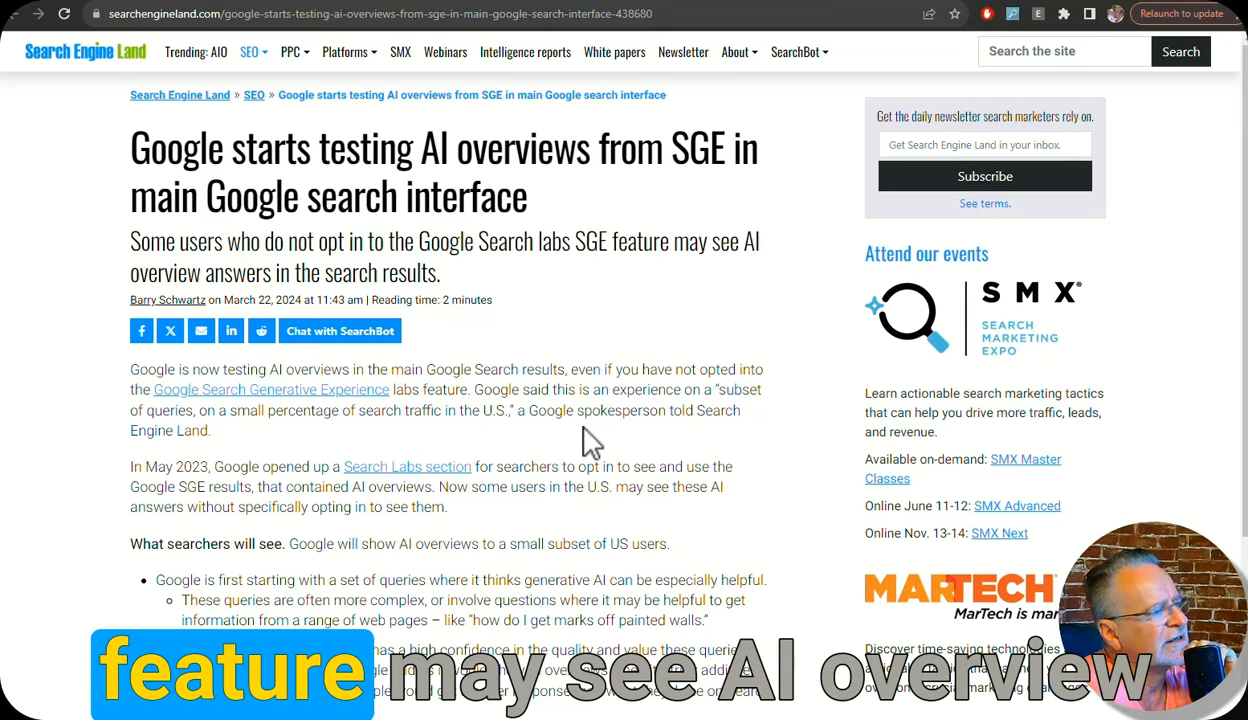 searchengineland.com/google-starts-testing-ai-overviews-from-sge-in-main-google-search-interface-438680
Relaunch to update
Search Engine Land
Trending: AIO
SEO
PPC
Platforms
SMX
Webinars
Intelligence reports
White papers
Newsletter
About
SearchBot
Search the site
Search
Search Engine Land » SEO » Google starts testing AI overviews from SGE in main Google search interface
Google starts testing AI overviews from SGE in
main Google search interface
Some users who do not opt in to the Google Search labs SGE feature may see AI
overview answers in the search results.
Barry Schwartz on March 22, 2024 at 11:43 am | Reading time: 2 minutes
Chat with SearchBot
Google is now testing AI overviews in the main Google Search results, even if you have not opted into
the Google Search Generative Experience labs feature. Google said this is an experience on a “subset
of queries, on a small percentage of search traffic in the U.S.,” a Google spokesperson told Search
Engine Land.
In May 2023, Google opened up a Search Labs section for searchers to opt in to see and use the
Google SGE results, that contained AI overviews. Now some users in the U.S. may see these AI
answers without specifically opting in to see them.
What searchers will see. Google will show AI overviews to a small subset of US users.
• Google is first starting with a set of queries where it thinks generative AI can be especially helpful.
These queries are often more complex, or involve questions where it may be helpful to get
information from a range of web pages – like “how do I get marks off painted walls.”
has a high confidence in the quality and value these
Get the daily newsletter search marketers rely on.
Get Search Engine Land in your inbox.
Subscribe
See terms.
Attend our events
SMX®
SEARCH
MARKETING
EXPO
Learn actionable search marketing tactics
that can help you drive more traffic, leads,
and revenue.
Available on-demand: SMX Master
Classes
Online June 11-12: SMX Advanced
Online Nov. 13-14: SMX Next
MARTECH
MarTech is
Discover time-saving technologies
feature may see AI overview